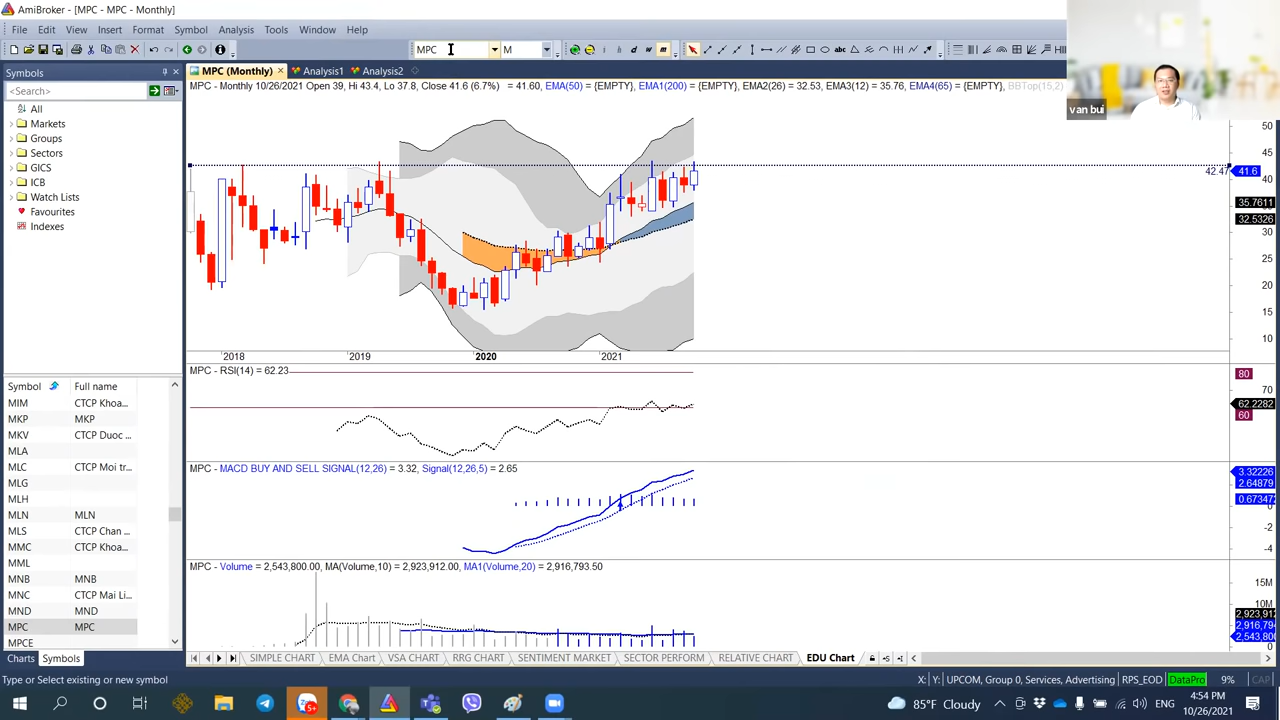 AmiBroker - [MPC - MPC - Monthly]
File Edit View Insert Format Symbol Analysis Tools Window Help
MPC M i h d w m
Symbols
MPC (Monthly) Analysis1 Analysis2
<Search>
van bui
MPC - Monthly 10/26/2021 Open 39, Hi 43.4, Lo 37.8, Close 41.6 (6.7%) = 41.60, EMA(50) = {EMPTY}, EMA1(200) = {EMPTY}, EMA2(26) = 32.53, EMA3(12) = 35.76, EMA4(65) = {EMPTY}, BBTop(15,2)
All
Markets
Groups
Sectors
GICS
ICB
Watch Lists
Favourites
Indexes
50
42.47 41.6
40
35.7611
32.5326
30
25
20
15
10
2018 2019 2020 2021
MPC - RSI(14) = 62.23
80
70
62.2282
60
MPC - MACD BUY AND SELL SIGNAL(12,26) = 3.32, Signal(12,26,5) = 2.65
3.32226
2.64879
0.673472
0
-2
-4
MPC - Volume = 2,543,800.00, MA(Volume,10) = 2,923,912.00, MA1(Volume,20) = 2,916,793.50
15M
10M
2,923,912
2,916,794
2,543,800
0
Symbol Full name
MIM CTCP Khoa...
MKP MKP
MKV CTCP Duoc ...
MLA
MLC CTCP Moi tr...
MLG
MLH
MLN MLN
MLS CTCP Chan ...
MMC CTCP Khoa...
MML
MNB MNB
MNC CTCP Mai Li...
MND MND
MPC MPC
MPCE
Charts Symbols
SIMPLE CHART EMA Chart VSA CHART RRG CHART SENTIMENT MARKET SECTOR PERFORM RELATIVE CHART EDU Chart
Type or Select existing or new symbol
X: Y: UPCOM, Group 0, Services, Advertising RPS_EOD DataPro 9% CAP
5+
85°F Cloudy
4:54 PM
10/26/2021